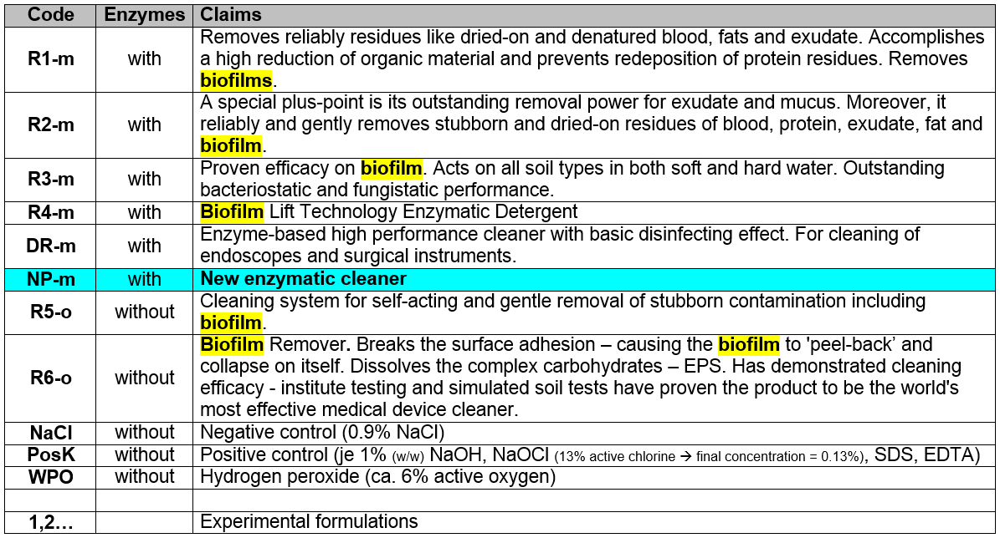 Code Enzymes Claims
R1-m with Removes reliably residues like dried-on and denatured blood, fats and exudate. Accomplishes
a high reduction of organic material and prevents redeposition of protein residues. Removes
biofilms.
R2-m with A special plus-point is its outstanding removal power for exudate and mucus. Moreover, it
reliably and gently removes stubborn and dried-on residues of blood, protein, exudate, fat and
biofilm.
R3-m with Proven efficacy on biofilm. Acts on all soil types in both soft and hard water. Outstanding
bacteriostatic and fungistatic performance.
R4-m with Biofilm Lift Technology Enzymatic Detergent
DR-m with Enzyme-based high performance cleaner with basic disinfecting effect. For cleaning of
endoscopes and surgical instruments.
NP-m with New enzymatic cleaner
R5-o without Cleaning system for self-acting and gentle removal of stubborn contamination including
biofilm.
R6-o without Biofilm Remover. Breaks the surface adhesion – causing the biofilm to 'peel-back’ and
collapse on itself. Dissolves the complex carbohydrates – EPS. Has demonstrated cleaning
efficacy - institute testing and simulated soil tests have proven the product to be the world's
most effective medical device cleaner.
NaCl without Negative control (0.9% NaCl)
PosK without Positive control (je 1% (w/w) NaOH, NaOCl (13% active chlorine → final concentration = 0.13%), SDS, EDTA)
WPO without Hydrogen peroxide (ca. 6% active oxygen)
1,2… Experimental formulations